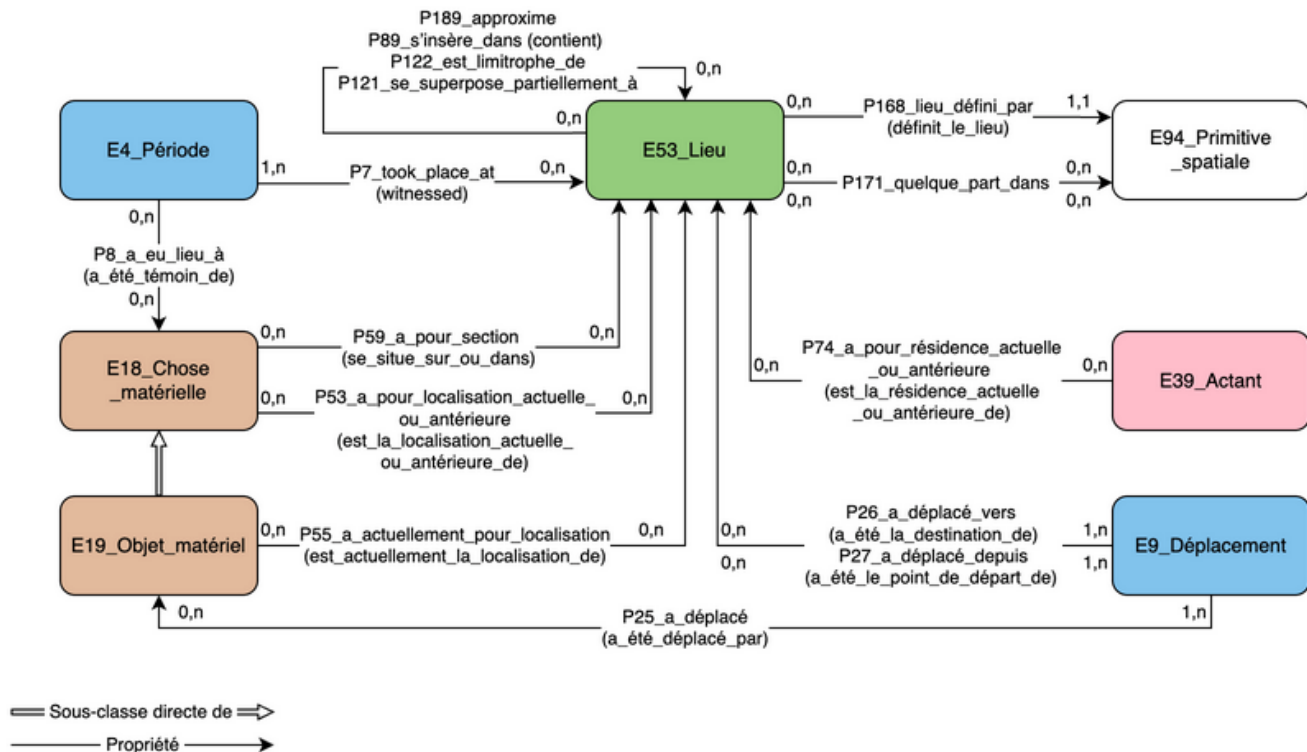 P189_approxime
P89_s'insère_dans (contient)
P122_est_limitrophe_de
P121_se_superpose_partiellement_à
0,n
0,n
E4_Période
1,n
P7_took_place_at
(witnessed)
0,n
E53_Lieu
0,n
P168_lieu_défini_par
(définit_le_lieu)
1,1
0,n
P171_quelque_part_dans
0,n
0,n
0,n
E94_Primitive
_spatiale
0,n
P8_a_eu_lieu_à
(a_été_témoin_de)
0,n
E18_Chose
_matérielle
0,n
P59_a_pour_section
(se_situe_sur_ou_dans)
0,n
0,n
P53_a_pour_localisation_actuelle_
ou_antérieure
(est_la_localisation_actuelle_
ou_antérieure_de)
0,n
0,n
P74_a_pour_résidence_actuelle
_ou_antérieure
(est_la_résidence_actuelle
_ou_antérieure_de)
0,n
E39_Actant
E19_Objet_matériel
0,n
P55_a_actuellement_pour_localisation
(est_actuellement_la_localisation_de)
0,n
0,n
0,n
P26_a_déplacé_vers
(a_été_la_destination_de)
P27_a_déplacé_depuis
(a_été_le_point_de_départ_de)
1,n
1,n
E9_Déplacement
0,n
P25_a_déplacé
(a_été_déplacé_par)
1,n
Sous-classe directe de
Propriété